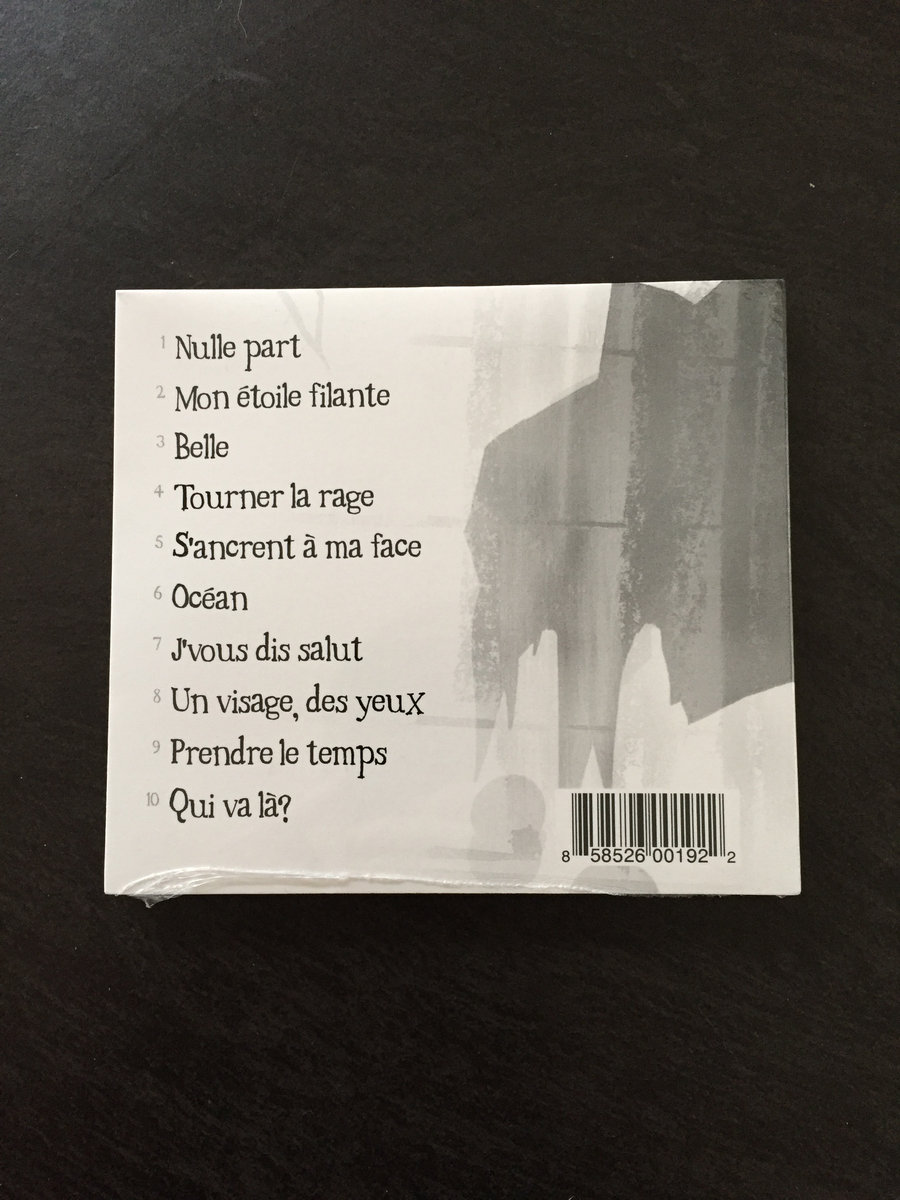 1 Nulle part
2 Mon étoile filante
3 Belle
4 Tourner la rage
5 S'ancrent à ma face
6 Océan
7 J'vous dis salut
8 Un visage, des yeux
9 Prendre le temps
10 Qui va là?
8 58526 00192 2